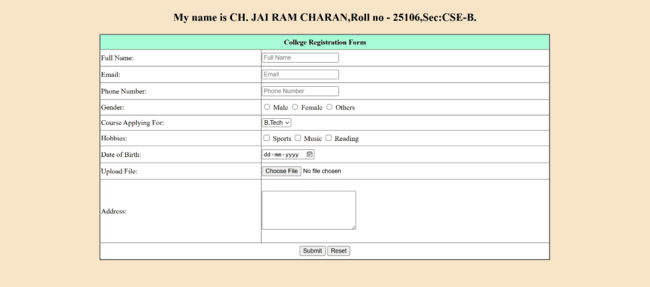 My name is CH. JAI RAM CHARAN,Roll no - 25106,Sec:CSE-B.
College Registration Form
Full Name: Full Name
Email: Email
Phone Number: Phone Number
Gender: Male Female Others
Course Applying For: B.Tech
Hobbies: Sports Music Reading
Date of Birth: dd-mm-yyyy
Upload File: Choose File No file chosen
Address:
Submit Reset